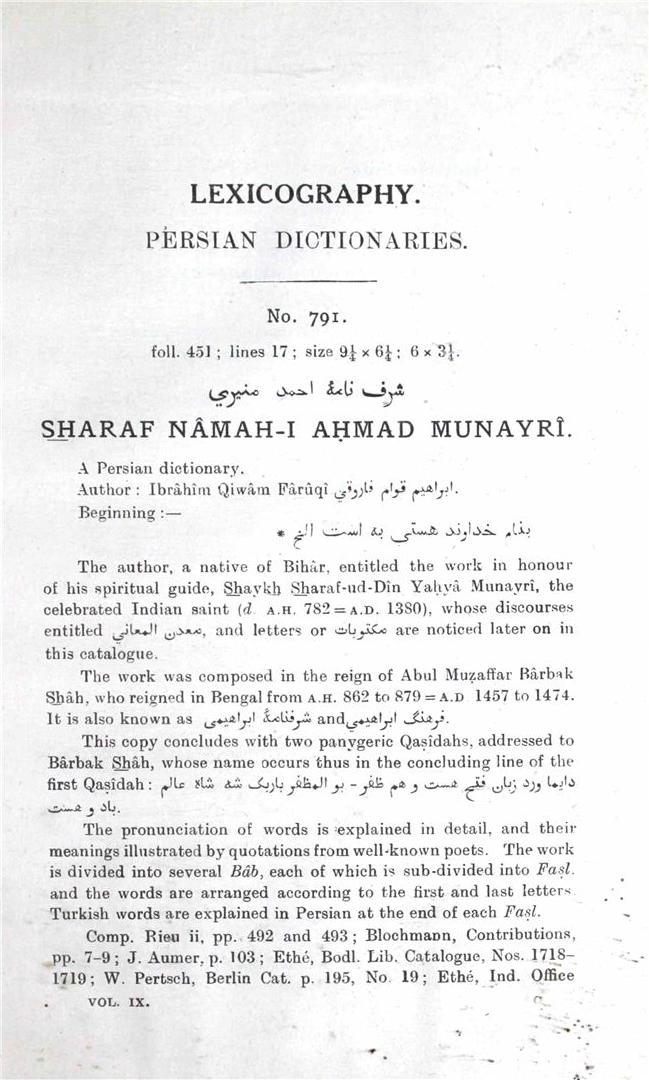 LEXICOGRAPHY.
PERSIAN DICTIONARIES.
No. 791.
foll. 451 ; lines 17 ; size 9¼ × 6¼ ; 6 × 3¼.
شرف نامهٔ احمد منيري
SHARAF NÂMAH-I AḤMAD MUNAYRÎ.
A Persian dictionary.
Author : Ibrâhîm Qiwâm Fârûqî ابراهيم قوام فاروقي.
Beginning :—
بنام خداوند هستي به است الخ *
The author, a native of Bihâr, entitled the work in honour
of his spiritual guide, Shaykh Sharaf-ud-Dîn Yaḥyâ Munayrî, the
celebrated Indian saint (d. A.H. 782 = A.D. 1380), whose discourses
entitled معدن المعاني, and letters or مكتوبات are noticed later on in
this catalogue.
The work was composed in the reign of Abul Muẓaffar Bârbak
Shâh, who reigned in Bengal from A.H. 862 to 879 = A.D 1457 to 1474.
It is also known as شرفنامهٔ ابراهيمي and فرهنگ ابراهيمي.
This copy concludes with two panygeric Qaṣîdahs, addressed to
Bârbak Shâh, whose name occurs thus in the concluding line of the
first Qaṣîdah : دايما ورد زبان فتح هست و هم ظفر - بو المظفر باربک شه شاه عالم
باد و هست.
The pronunciation of words is explained in detail, and their
meanings illustrated by quotations from well-known poets. The work
is divided into several Bâb, each of which is sub-divided into Faṣl.
and the words are arranged according to the first and last letters.
Turkish words are explained in Persian at the end of each Faṣl.
Comp. Rieu ii, pp. 492 and 493 ; Blochmann, Contributions,
pp. 7–9 ; J. Aumer, p. 103 ; Ethé, Bodl. Lib. Catalogue, Nos. 1718–
1719 ; W. Pertsch, Berlin Cat. p. 195, No. 19 ; Ethé, Ind. Office
VOL. IX.